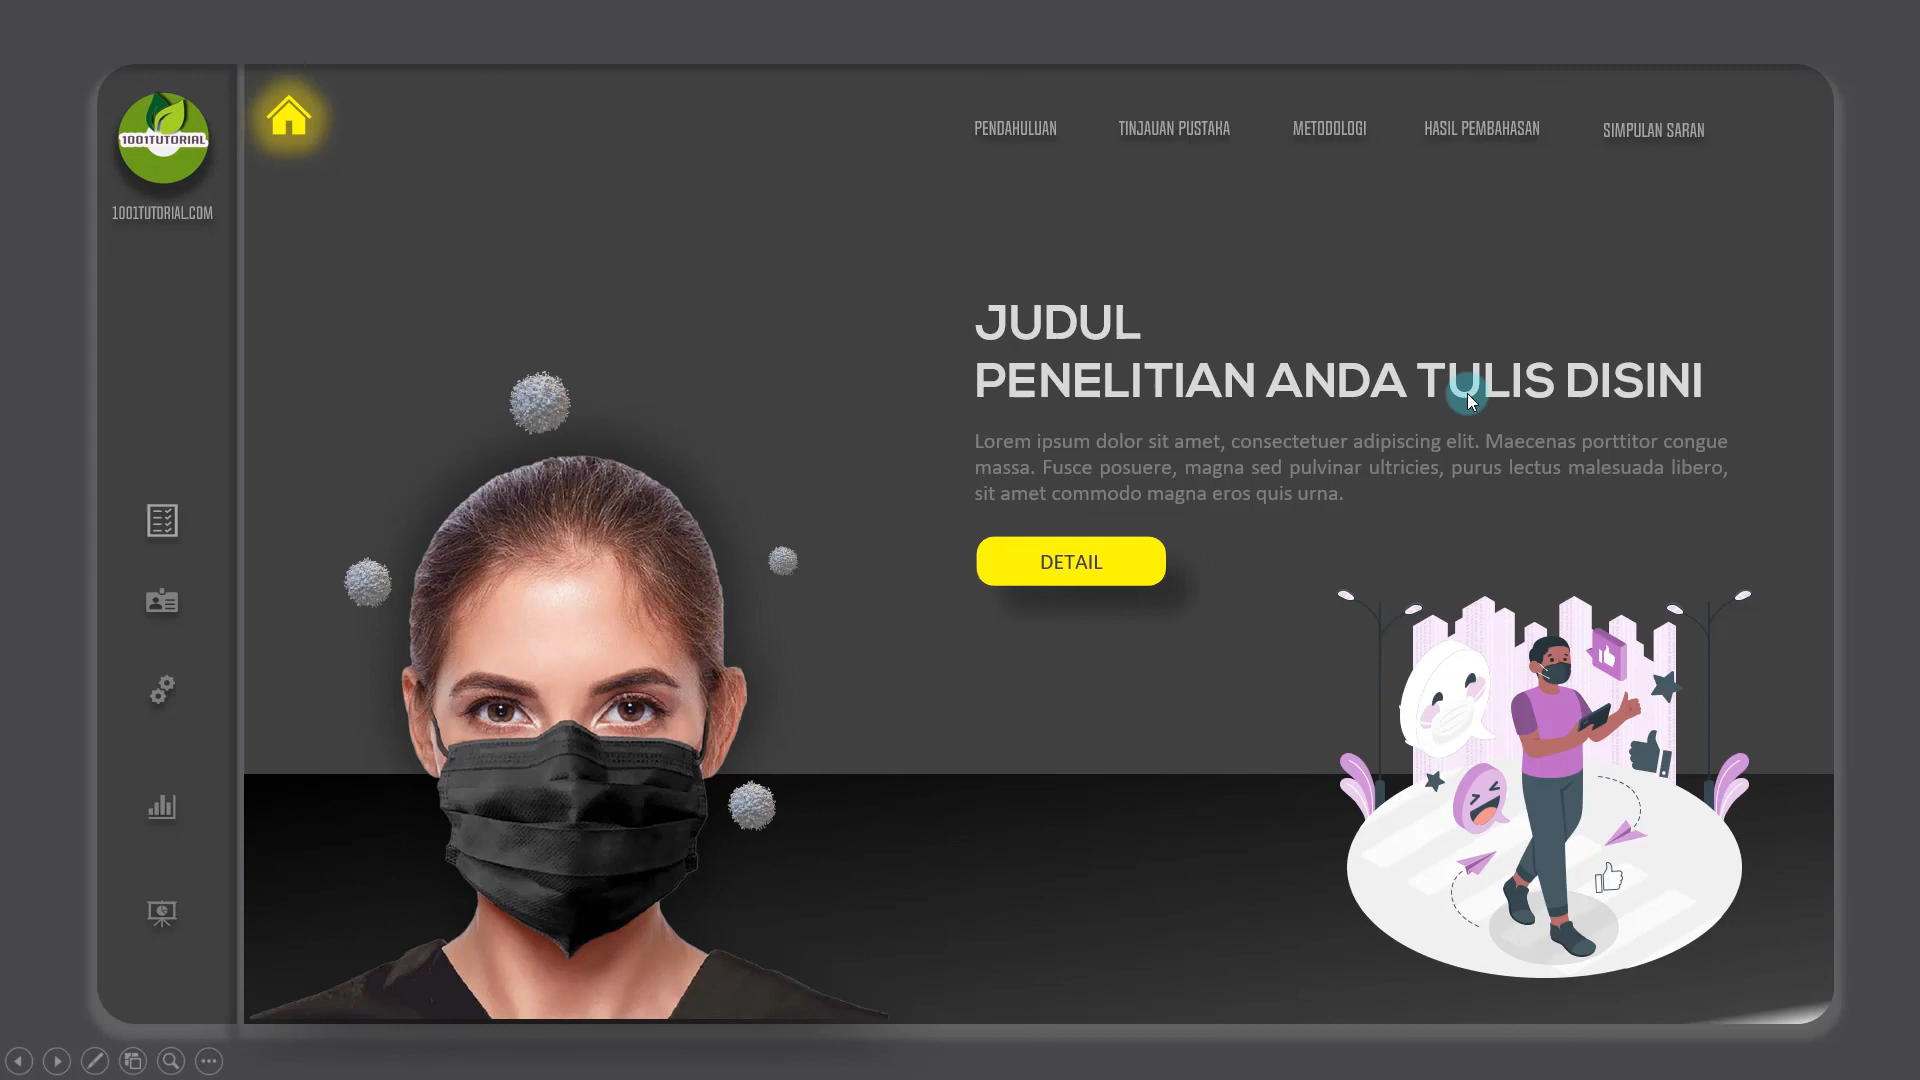 1001TUTORIAL
1001TUTORIAL.COM
PENDAHULUAN
TINJAUAN PUSTAKA
METODOLOGI
HASIL PEMBAHASAN
SIMPULAN SARAN
JUDUL
PENELITIAN ANDA TULIS DISINI
Lorem ipsum dolor sit amet, consectetuer adipiscing elit. Maecenas porttitor congue
massa. Fusce posuere, magna sed pulvinar ultricies, purus lectus malesuada libero,
sit amet commodo magna eros quis urna.
DETAIL